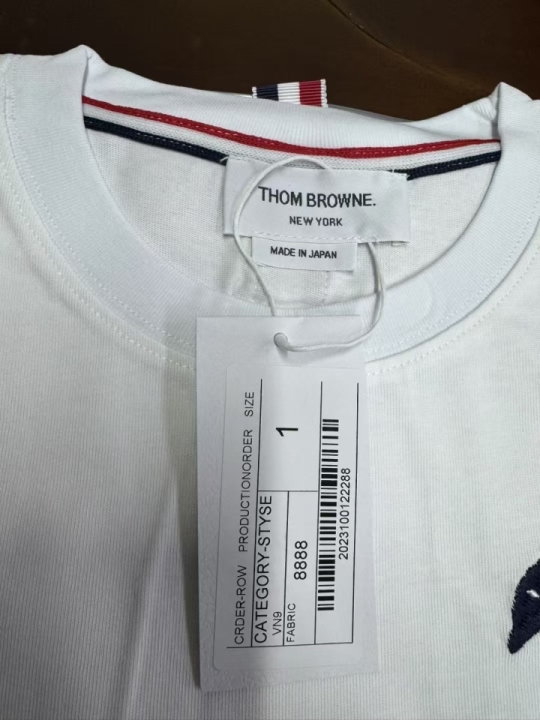 THOM BROWNE.
NEW YORK
MADE IN JAPAN
CRDER-ROW PRODUCTIONORDER SIZE
CATEGORY-STYSE 1
VN9
FABRIC 8888
2023100122288